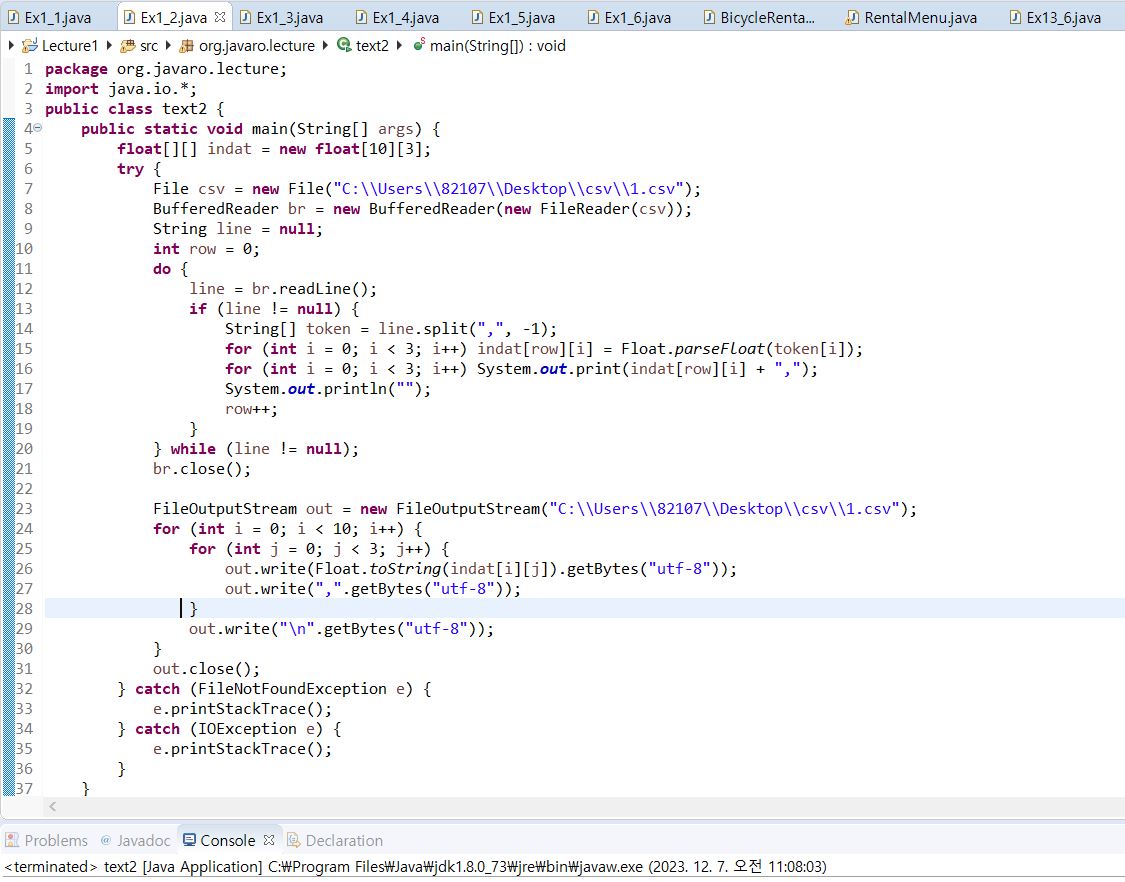 Ex1_1.java Ex1_2.java Ex1_3.java Ex1_4.java Ex1_5.java Ex1_6.java BicycleRenta... RentalMenu.java Ex13_6.java
Lecture1 src org.javaro.lecture text2 main(String[]) : void
1 package org.javaro.lecture;
2 import java.io.*;
3 public class text2 {
4     public static void main(String[] args) {
5         float[][] indat = new float[10][3];
6         try {
7             File csv = new File("C:\\Users\\82107\\Desktop\\csv\\1.csv");
8             BufferedReader br = new BufferedReader(new FileReader(csv));
9             String line = null;
10             int row = 0;
11             do {
12                 line = br.readLine();
13                 if (line != null) {
14                     String[] token = line.split(",", -1);
15                     for (int i = 0; i < 3; i++) indat[row][i] = Float.parseFloat(token[i]);
16                     for (int i = 0; i < 3; i++) System.out.print(indat[row][i] + ",");
17                     System.out.println("");
18                     row++;
19                 }
20             } while (line != null);
21             br.close();
22
23             FileOutputStream out = new FileOutputStream("C:\\Users\\82107\\Desktop\\csv\\1.csv");
24             for (int i = 0; i < 10; i++) {
25                 for (int j = 0; j < 3; j++) {
26                     out.write(Float.toString(indat[i][j]).getBytes("utf-8"));
27                     out.write(",".getBytes("utf-8"));
28                 }
29                 out.write("\n".getBytes("utf-8"));
30             }
31             out.close();
32         } catch (FileNotFoundException e) {
33             e.printStackTrace();
34         } catch (IOException e) {
35             e.printStackTrace();
36         }
37     }
Problems Javadoc Console Declaration
<terminated> text2 [Java Application] C:₩Program Files₩Java₩jdk1.8.0_73₩jre₩bin₩javaw.exe (2023. 12. 7. 오전 11:08:03)